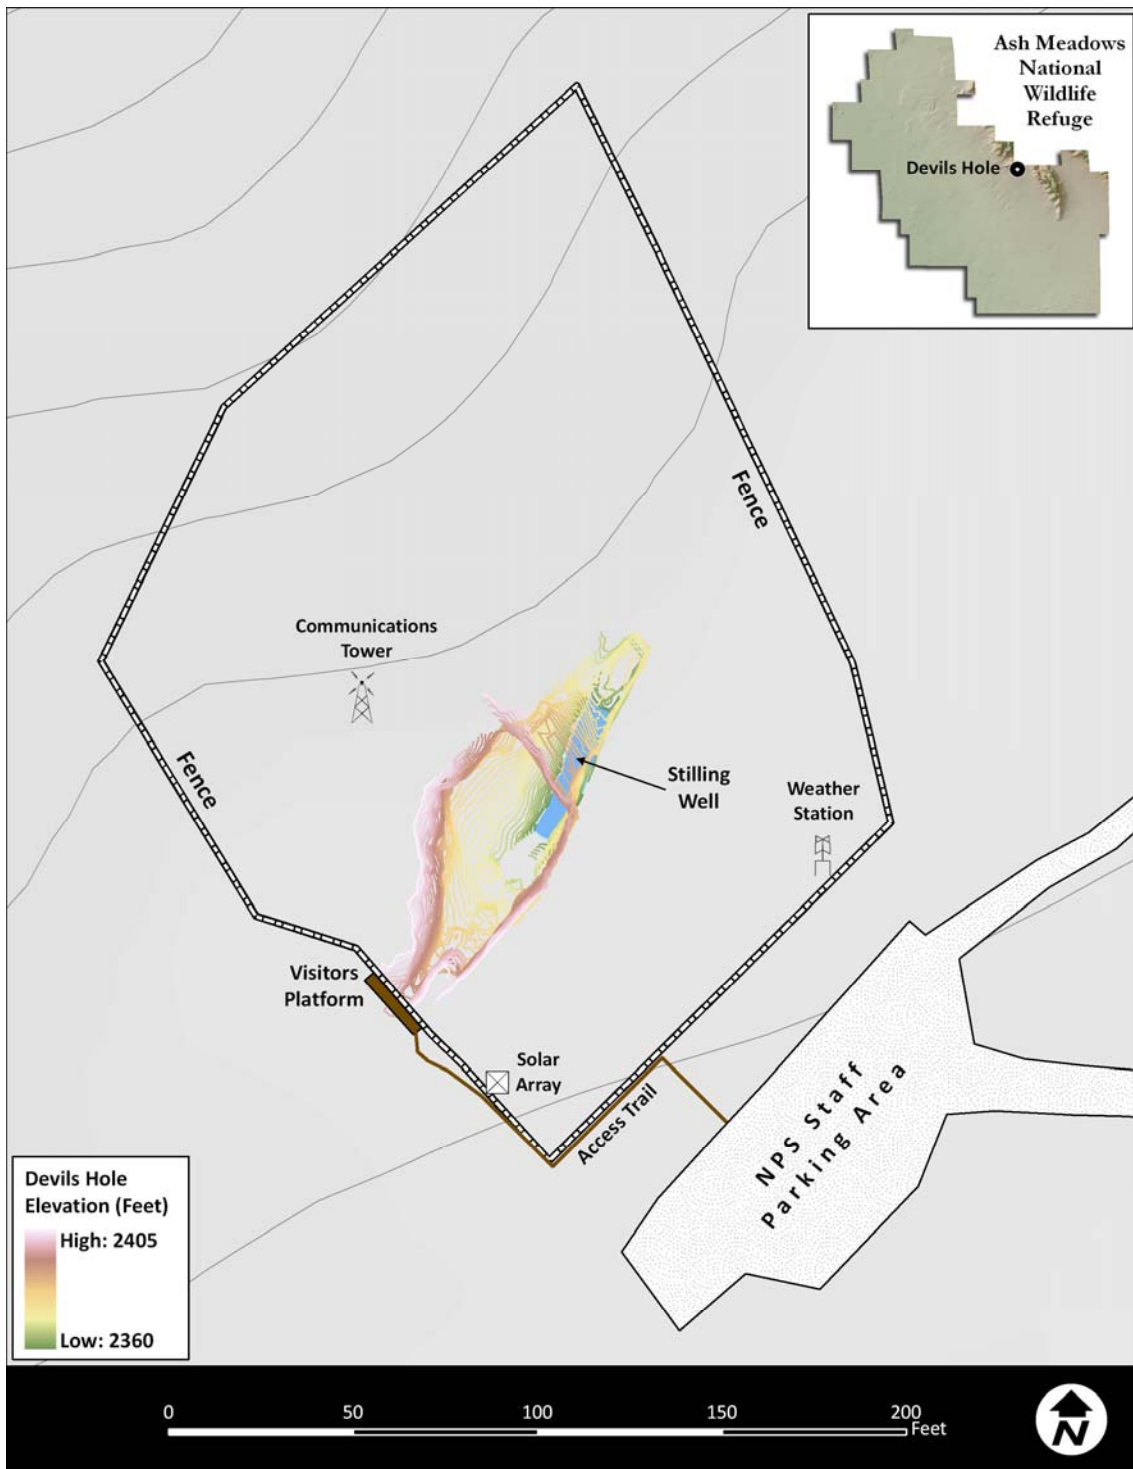 Ash Meadows
National
Wildlife
Refuge
Devils Hole
Fence
Communications
Tower
Fence
Stilling
Well
Weather
Station
Visitors
Platform
Solar
Array
Access Trail
NPS Staff
Parking Area
Devils Hole
Elevation (Feet)
High: 2405
Low: 2360
0 50 100 150 200
Feet
N